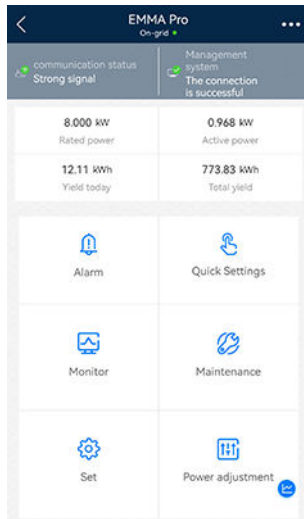 EMMA Pro
On-grid
communication status
Strong signal
Management
system
The connection
is successful
8.000 kW
Rated power
0.968 kW
Active power
12.11 kWh
Yield today
773.83 kWh
Total yield
Alarm
Quick Settings
Monitor
Maintenance
Set
Power adjustment